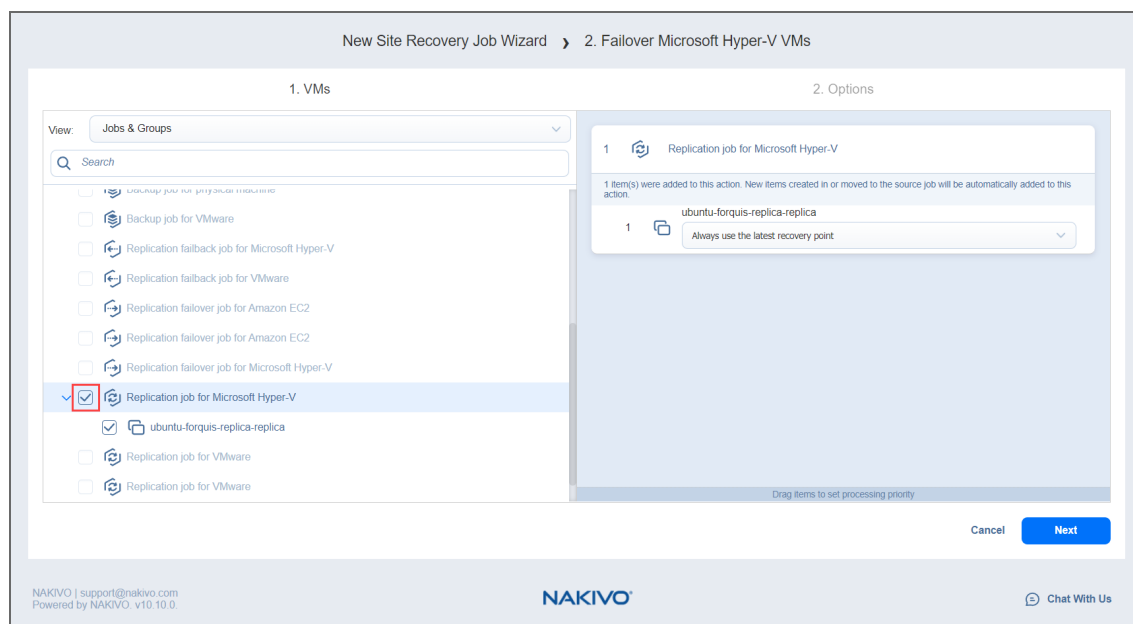 New Site Recovery Job Wizard › 2. Failover Microsoft Hyper-V VMs
1. VMs
2. Options
View:
Jobs & Groups
Search
Backup job for physical machine
Backup job for VMware
Replication failback job for Microsoft Hyper-V
Replication failback job for VMware
Replication failover job for Amazon EC2
Replication failover job for Amazon EC2
Replication failover job for Microsoft Hyper-V
Replication job for Microsoft Hyper-V
ubuntu-forquis-replica-replica
Replication job for VMware
Replication job for VMware
1 Replication job for Microsoft Hyper-V
1 item(s) were added to this action. New items created in or moved to the source job will be automatically added to this
action.
ubuntu-forquis-replica-replica
1
Always use the latest recovery point
Drag items to set processing priority
Cancel
Next
NAKIVO | support@nakivo.com
Powered by NAKIVO. v10.10.0.
NAKIVO®
Chat With Us